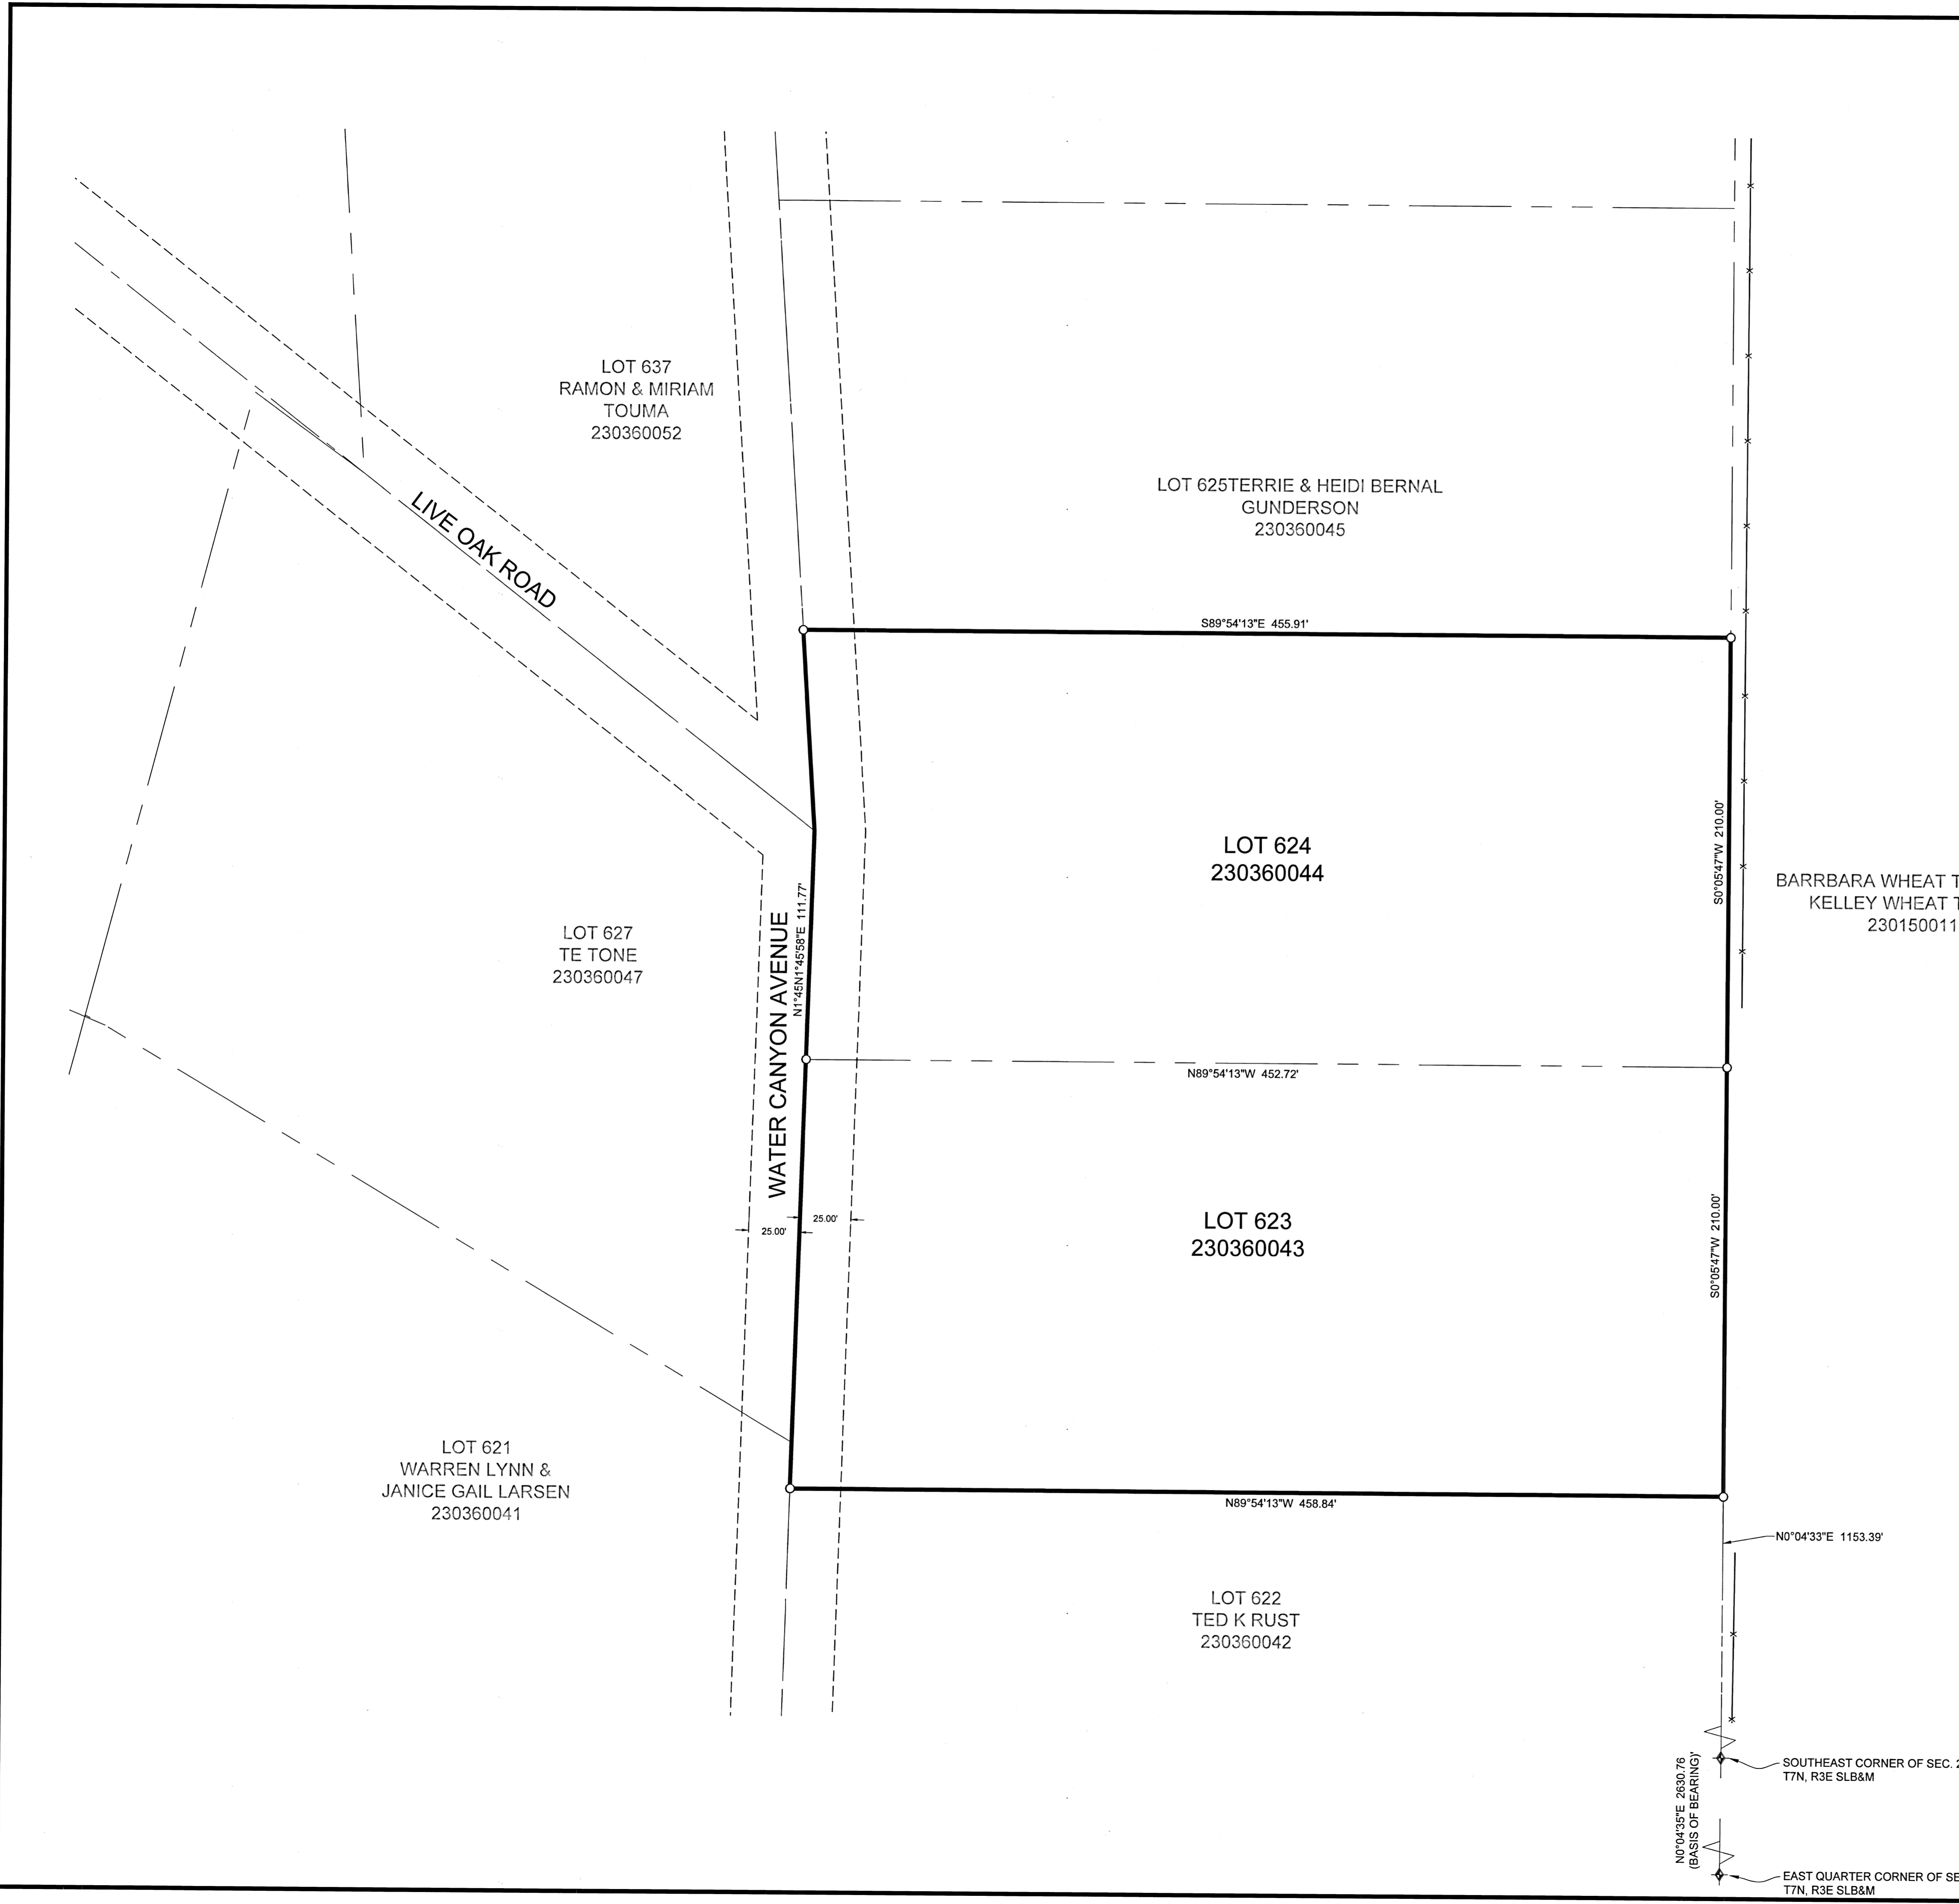 LOT 637
RAMON & MIRIAM
TOUMA
230360052
LIVE OAK ROAD
LOT 625TERRIE & HEIDI BERNAL
GUNDERSON
230360045
S89°54'13"E 455.91'
LOT 624
230360044
S0°05'47"W 210.00'
BARRBARA WHEAT T
KELLEY WHEAT T
230150011
LOT 627
TE TONE
230360047
WATER CANYON AVENUE
N1°45N1°45'58"E 111.77'
N89°54'13"W 452.72'
25.00'
25.00'
LOT 623
230360043
S0°05'47"W 210.00'
LOT 621
WARREN LYNN &
JANICE GAIL LARSEN
230360041
N89°54'13"W 458.84'
N0°04'33"E 1153.39'
LOT 622
TED K RUST
230360042
N0°04'35"E 2630.76
(BASIS OF BEARING)'
SOUTHEAST CORNER OF SEC. 2
T7N, R3E SLB&M
EAST QUARTER CORNER OF SE
T7N, R3E SLB&M